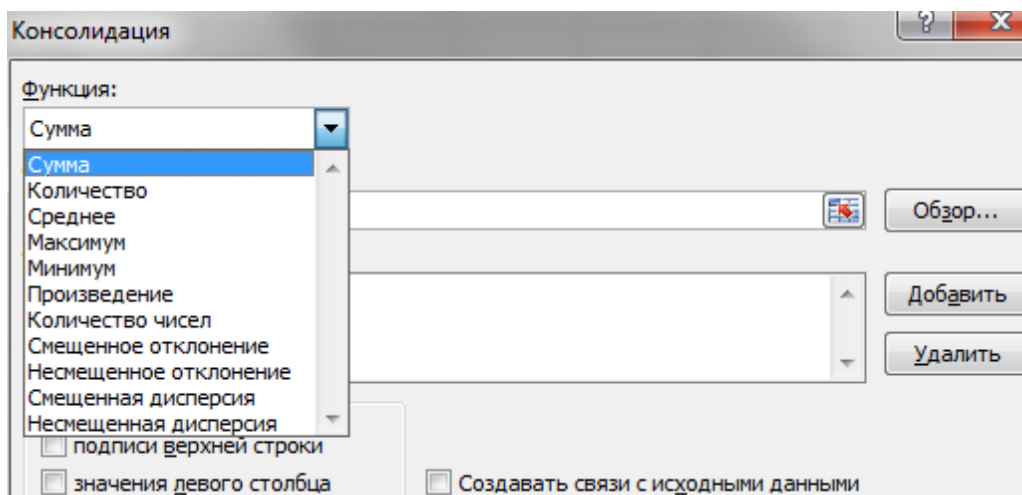 Консолидация
Функция:
Сумма
Сумма
Количество
Среднее
Максимум
Минимум
Произведение
Количество чисел
Смещенное отклонение
Несмещенное отклонение
Смещенная дисперсия
Несмещенная дисперсия
Обзор...
Добавить
Удалить
подписи верхней строки
значения левого столбца
Создавать связи с исходными данными